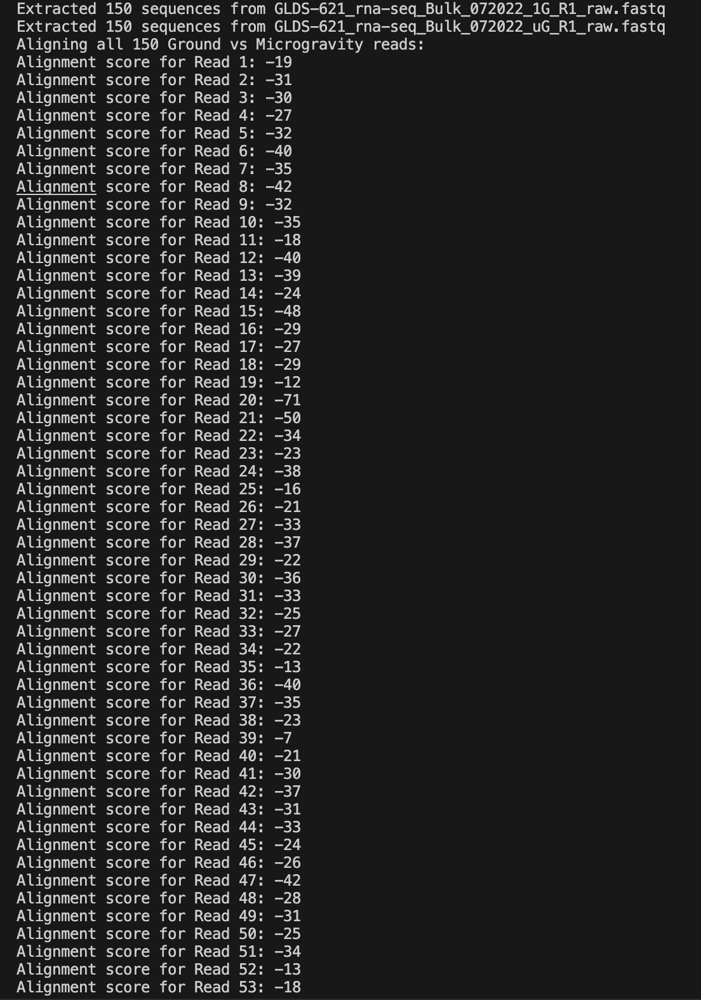 Extracted 150 sequences from GLDS-621_rna-seq_Bulk_072022_1G_R1_raw.fastq
Extracted 150 sequences from GLDS-621_rna-seq_Bulk_072022_uG_R1_raw.fastq
Aligning all 150 Ground vs Microgravity reads:
Alignment score for Read 1: -19
Alignment score for Read 2: -31
Alignment score for Read 3: -30
Alignment score for Read 4: -27
Alignment score for Read 5: -32
Alignment score for Read 6: -40
Alignment score for Read 7: -35
Alignment score for Read 8: -42
Alignment score for Read 9: -32
Alignment score for Read 10: -35
Alignment score for Read 11: -18
Alignment score for Read 12: -40
Alignment score for Read 13: -39
Alignment score for Read 14: -24
Alignment score for Read 15: -48
Alignment score for Read 16: -29
Alignment score for Read 17: -27
Alignment score for Read 18: -29
Alignment score for Read 19: -12
Alignment score for Read 20: -71
Alignment score for Read 21: -50
Alignment score for Read 22: -34
Alignment score for Read 23: -23
Alignment score for Read 24: -38
Alignment score for Read 25: -16
Alignment score for Read 26: -21
Alignment score for Read 27: -33
Alignment score for Read 28: -37
Alignment score for Read 29: -22
Alignment score for Read 30: -36
Alignment score for Read 31: -33
Alignment score for Read 32: -25
Alignment score for Read 33: -27
Alignment score for Read 34: -22
Alignment score for Read 35: -13
Alignment score for Read 36: -40
Alignment score for Read 37: -35
Alignment score for Read 38: -23
Alignment score for Read 39: -7
Alignment score for Read 40: -21
Alignment score for Read 41: -30
Alignment score for Read 42: -37
Alignment score for Read 43: -31
Alignment score for Read 44: -33
Alignment score for Read 45: -24
Alignment score for Read 46: -26
Alignment score for Read 47: -42
Alignment score for Read 48: -28
Alignment score for Read 49: -31
Alignment score for Read 50: -25
Alignment score for Read 51: -34
Alignment score for Read 52: -13
Alignment score for Read 53: -18